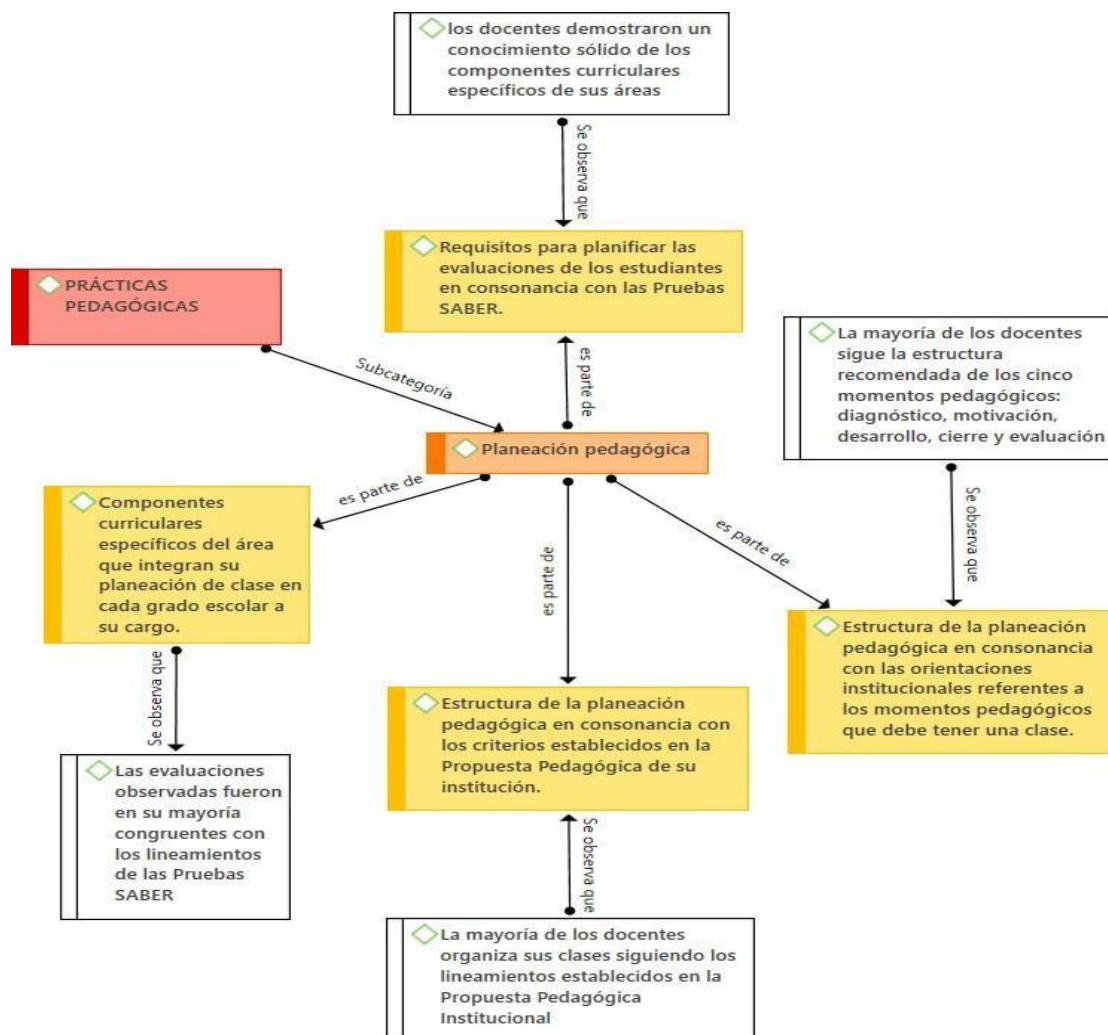 los docentes demostraron un
conocimiento sólido de los
componentes curriculares
específicos de sus áreas
Se observa que
Requisitos para planificar las
evaluaciones de los estudiantes
en consonancia con las Pruebas
SABER.
PRÁCTICAS
PEDAGÓGICAS
La mayoría de los docentes
sigue la estructura
recomendada de los cinco
momentos pedagógicos:
diagnóstico, motivación,
desarrollo, cierre y evaluación
Subcategoría
es parte de
Planeación pedagógica
es parte de
es parte de
es parte de
Se observa que
Componentes
curriculares
específicos del área
que integran su
planeación de clase en
cada grado escolar a
su cargo.
Estructura de la planeación
pedagógica en consonancia
con las orientaciones
institucionales referentes a
los momentos pedagógicos
que debe tener una clase.
Se observa que
Estructura de la planeación
pedagógica en consonancia con
los criterios establecidos en la
Propuesta Pedagógica de su
institución.
Las evaluaciones
observadas fueron
en su mayoría
congruentes con
los lineamientos
de las Pruebas
SABER
Se observa que
La mayoría de los docentes
organiza sus clases siguiendo los
lineamientos establecidos en la
Propuesta Pedagógica
Institucional